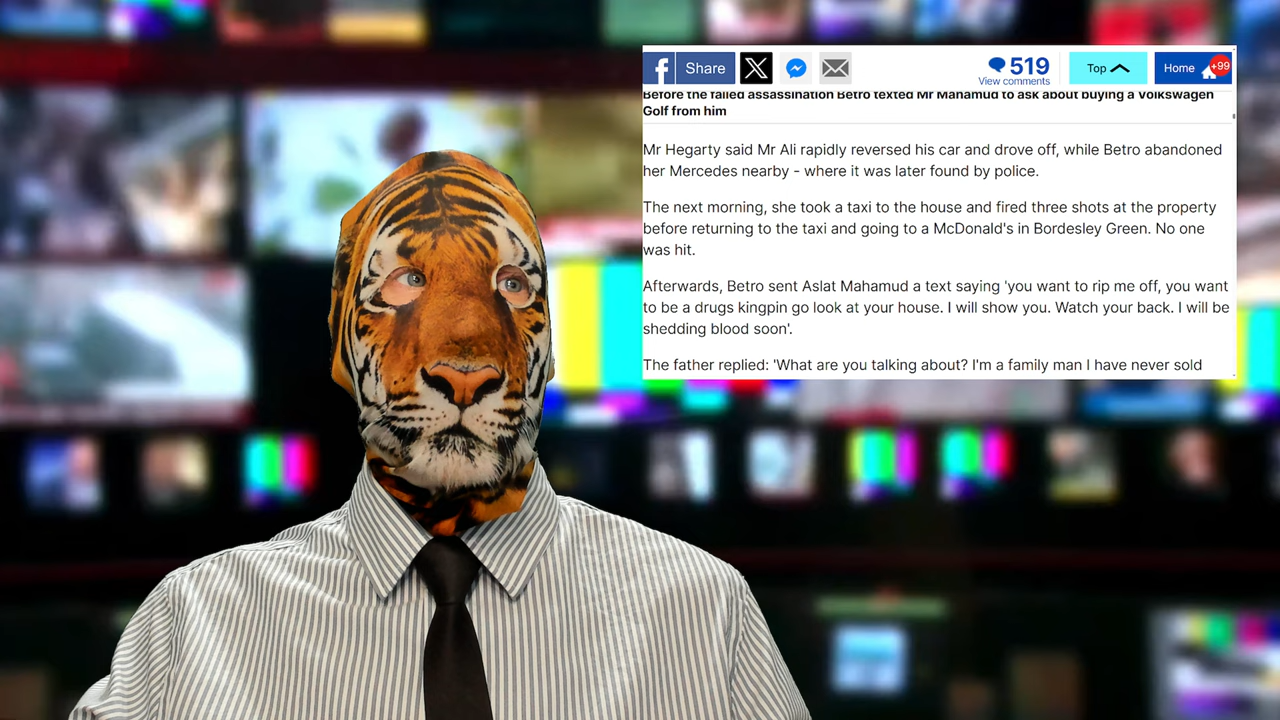 Share
519
View comments
Top
Home
+99
Before the failed assassination Betro texted Mr Mahamud to ask about buying a Volkswagen
Golf from him
Mr Hegarty said Mr Ali rapidly reversed his car and drove off, while Betro abandoned
her Mercedes nearby - where it was later found by police.
The next morning, she took a taxi to the house and fired three shots at the property
before returning to the taxi and going to a McDonald's in Bordesley Green. No one
was hit.
Afterwards, Betro sent Aslat Mahamud a text saying 'you want to rip me off, you want
to be a drugs kingpin go look at your house. I will show you. Watch your back. I will be
shedding blood soon'.
The father replied: 'What are you talking about? I'm a family man I have never sold